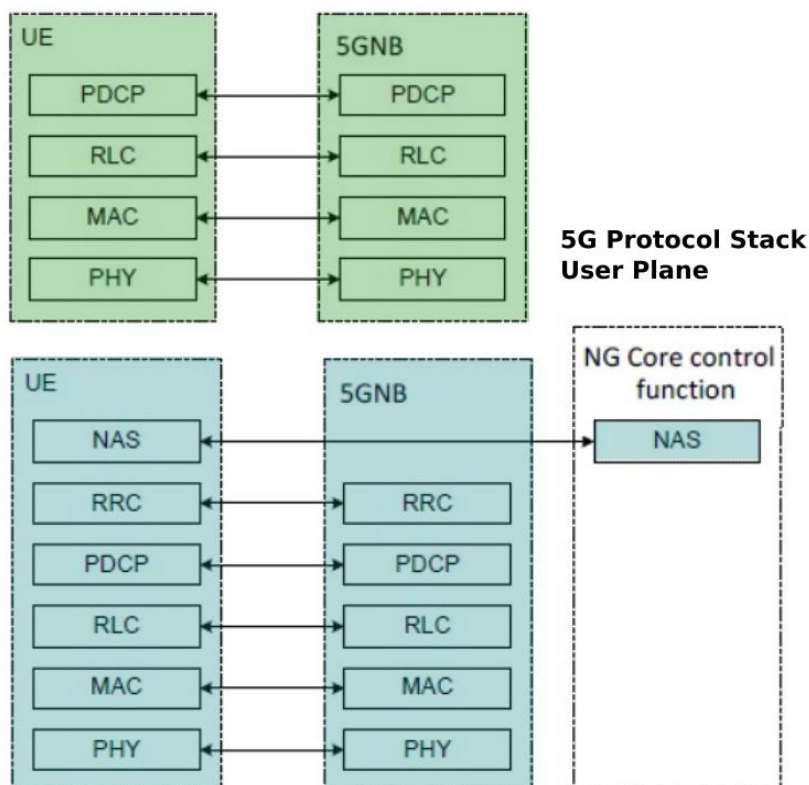 UE
5GNB
PDCP
PDCP
RLC
RLC
MAC
MAC
PHY
PHY
5G Protocol Stack
User Plane
UE
5GNB
NG Core control
function
NAS
NAS
RRC
RRC
PDCP
PDCP
RLC
RLC
MAC
MAC
PHY
PHY